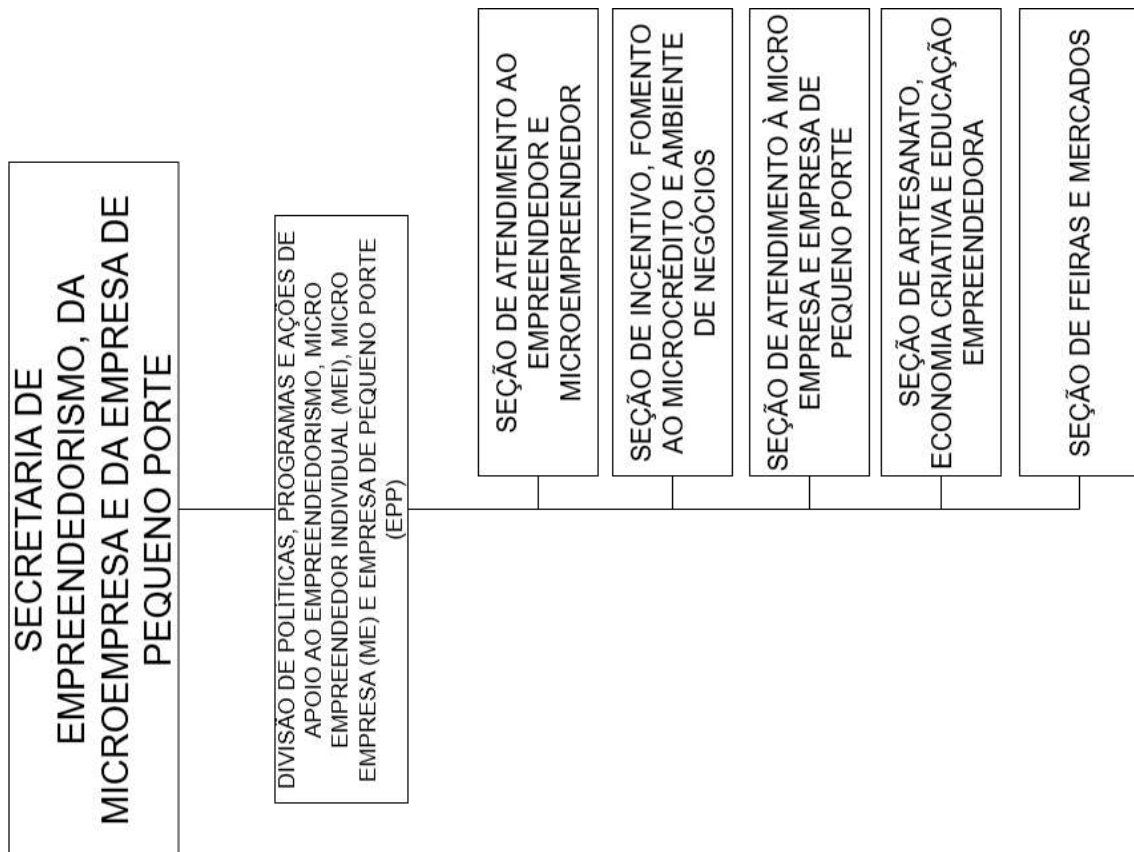 SECRETARIA DE
EMPREENDEDORISMO, DA
MICROEMPRESA E DA EMPRESA DE
PEQUENO PORTE
DIVISÃO DE POLÍTICAS, PROGRAMAS E AÇÕES DE
APOIO AO EMPREENDEDORISMO, MICRO
EMPREENDEDOR INDIVIDUAL (MEI), MICRO
EMPRESA (ME) E EMPRESA DE PEQUENO PORTE
(EPP)
SEÇÃO DE ATENDIMENTO AO
EMPREENDEDOR E
MICROEMPREENDEDOR
SEÇÃO DE INCENTIVO, FOMENTO
AO MICROCRÉDITO E AMBIENTE
DE NEGÓCIOS
SEÇÃO DE ATENDIMENTO À MICRO
EMPRESA E EMPRESA DE
PEQUENO PORTE
SEÇÃO DE ARTESANATO,
ECONOMIA CRIATIVA E EDUCAÇÃO
EMPREENDEDORA
SEÇÃO DE FEIRAS E MERCADOS